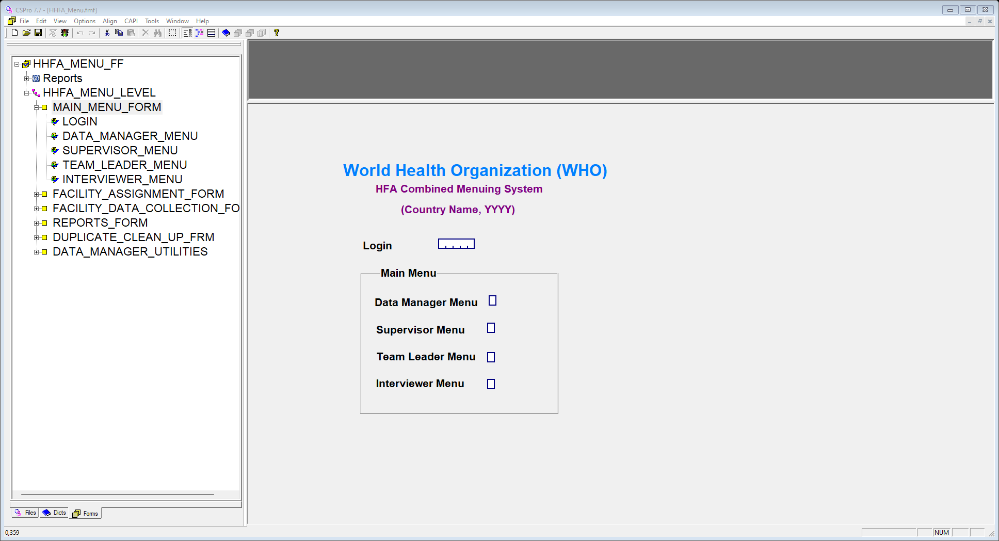 CSPro 7.7 - [HHFA_Menu.fmf]
File Edit View Options Align CAPI Tools Window Help
HHFA_MENU_FF
Reports
HHFA_MENU_LEVEL
MAIN_MENU_FORM
LOGIN
DATA_MANAGER_MENU
SUPERVISOR_MENU
TEAM_LEADER_MENU
INTERVIEWER_MENU
FACILITY_ASSIGNMENT_FORM
FACILITY_DATA_COLLECTION_FO
REPORTS_FORM
DUPLICATE_CLEAN_UP_FRM
DATA_MANAGER_UTILITIES
Files Dicts Forms
World Health Organization (WHO)
HFA Combined Menuing System
(Country Name, YYYY)
Login
Main Menu
Data Manager Menu
Supervisor Menu
Team Leader Menu
Interviewer Menu
0,359
NUM